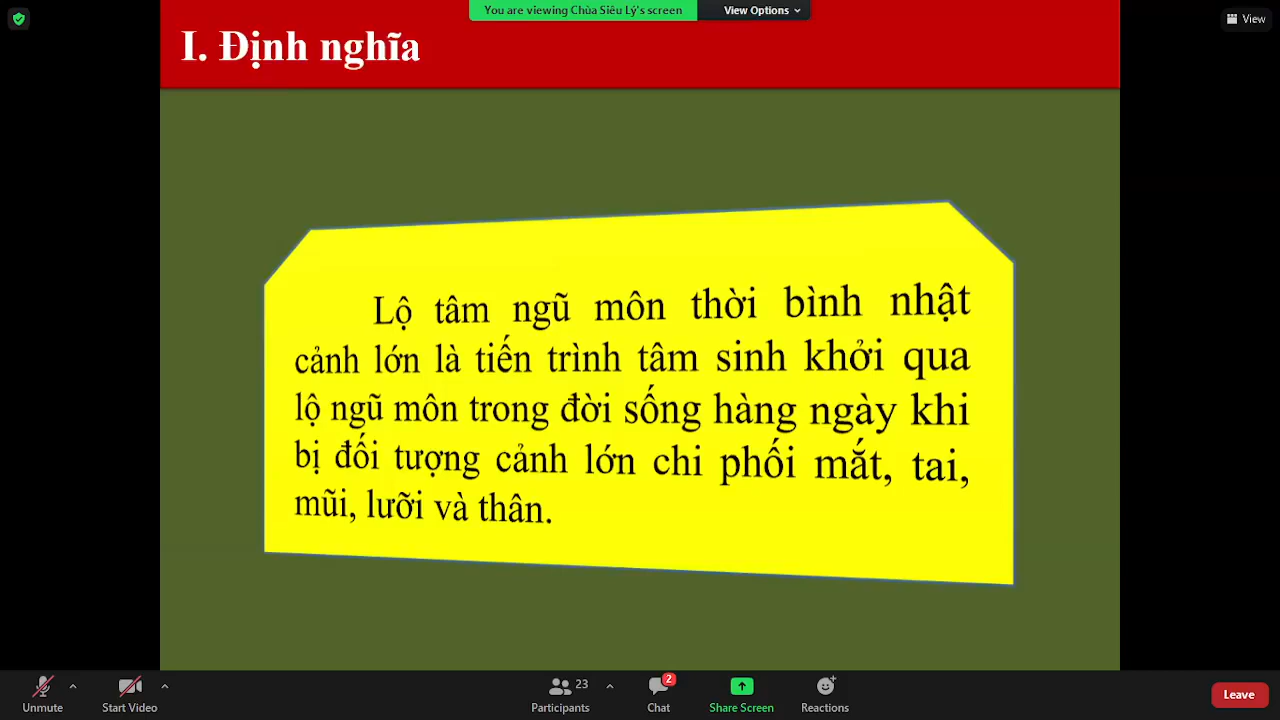 You are viewing Chùa Siêu Lý's screen
View Options
View
I. Định nghĩa
Lộ tâm ngũ môn thời bình nhật
cảnh lớn là tiến trình tâm sinh khởi qua
lộ ngũ môn trong đời sống hàng ngày khi
bị đối tượng cảnh lớn chi phối mắt, tai,
mũi, lưỡi và thân.
Unmute
Start Video
23
Participants
2
Chat
Share Screen
Reactions
Leave